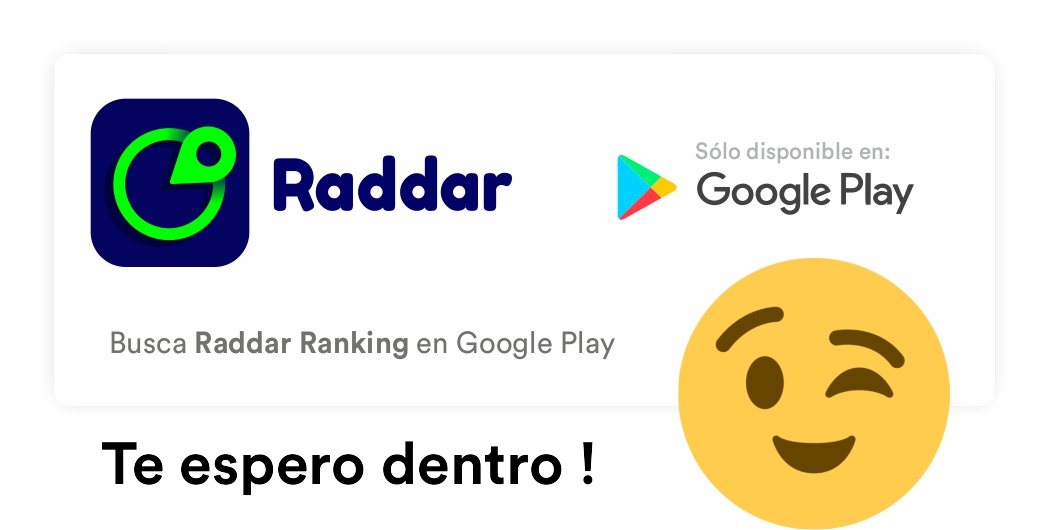 Raddar
Sólo disponible en:
Google Play
Busca Raddar Ranking en Google Play
Te espero dentro !